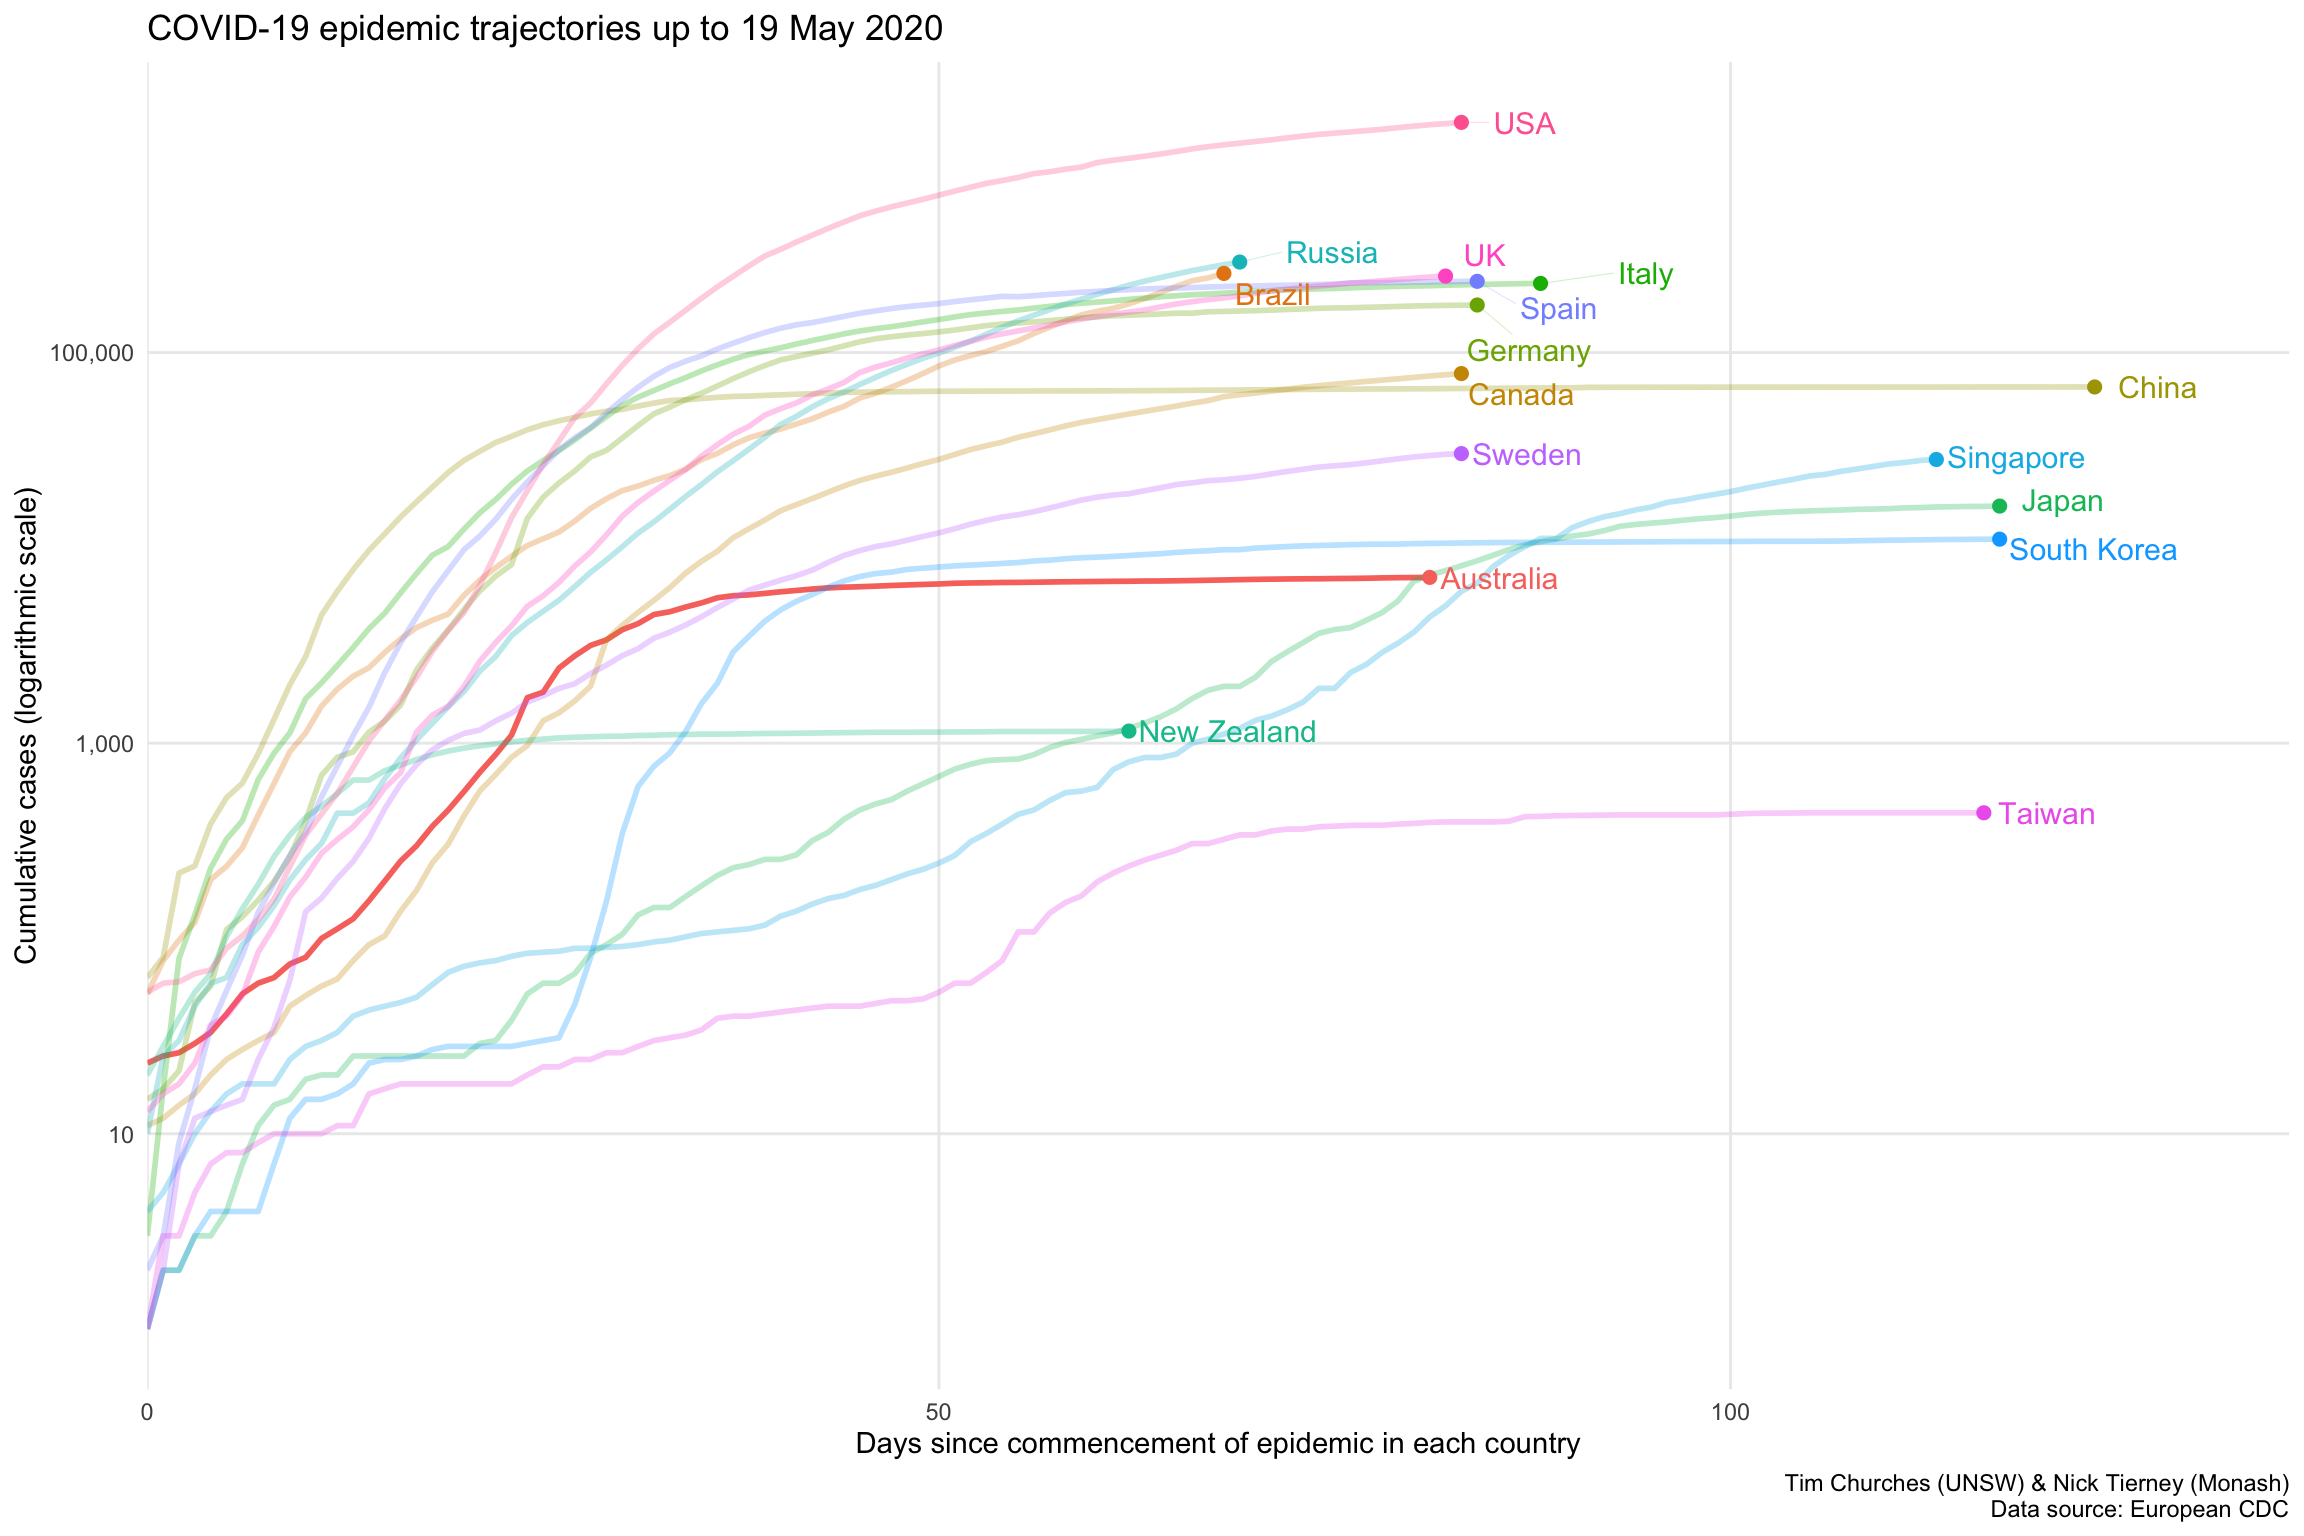 COVID-19 epidemic trajectories up to 19 May 2020
USA
Russia
UK
Italy
Brazil
Spain
100,000
Germany
China
Canada
Sweden
Singapore
Japan
South Korea
Australia
New Zealand
1,000
Taiwan
10
Cumulative cases (logarithmic scale)
0 50 100
Days since commencement of epidemic in each country
Tim Churches (UNSW) & Nick Tierney (Monash)
Data source: European CDC